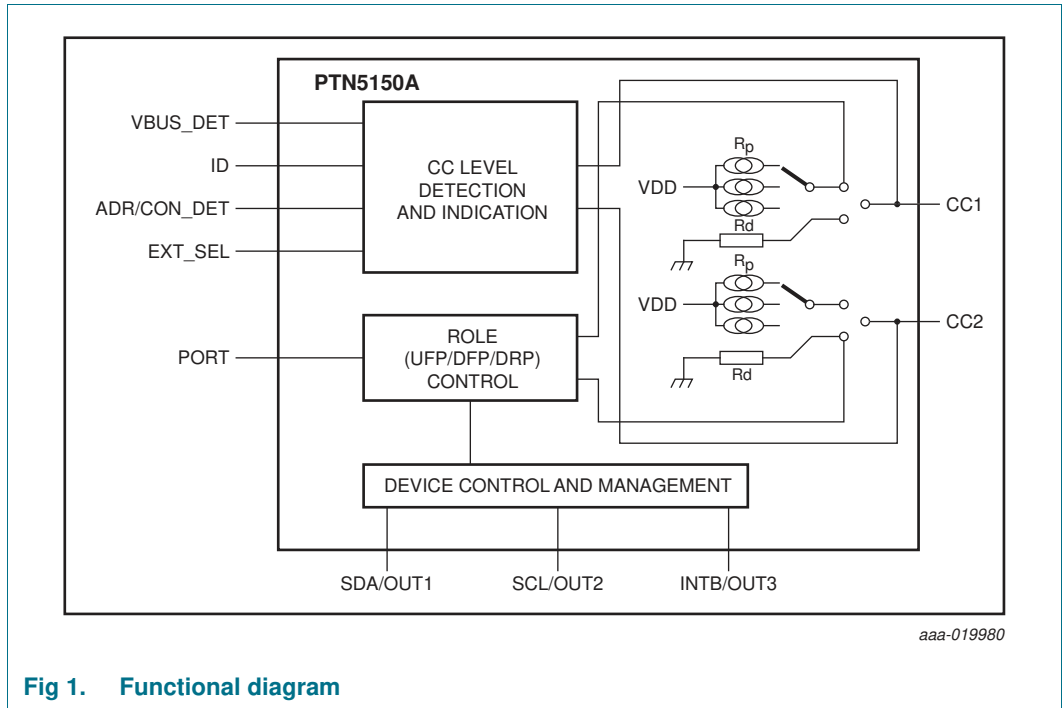 PTN5150A
VBUS_DET
ID
ADR/CON_DET
EXT_SEL
CC LEVEL
DETECTION
AND INDICATION
Rp
VDD
Rd
CC1
Rp
VDD
Rd
CC2
PORT
ROLE
(UFP/DFP/DRP)
CONTROL
DEVICE CONTROL AND MANAGEMENT
SDA/OUT1
SCL/OUT2
INTB/OUT3
aaa-019980
Fig 1. Functional diagram